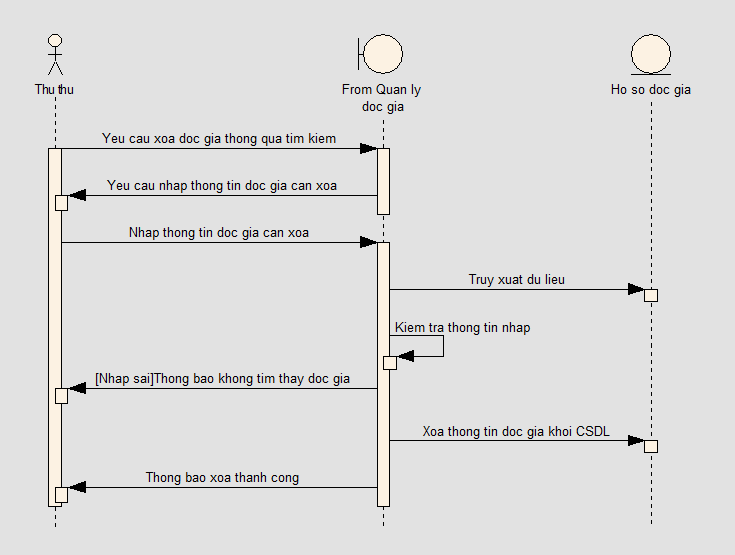 Thu thu
From Quan ly
doc gia
Ho so doc gia
Yeu cau xoa doc gia thong qua tim kiem
Yeu cau nhap thong tin doc gia can xoa
Nhap thong tin doc gia can xoa
Truy xuat du lieu
Kiem tra thong tin nhap
[Nhap sai]Thong bao khong tim thay doc gia
Xoa thong tin doc gia khoi CSDL
Thong bao xoa thanh cong